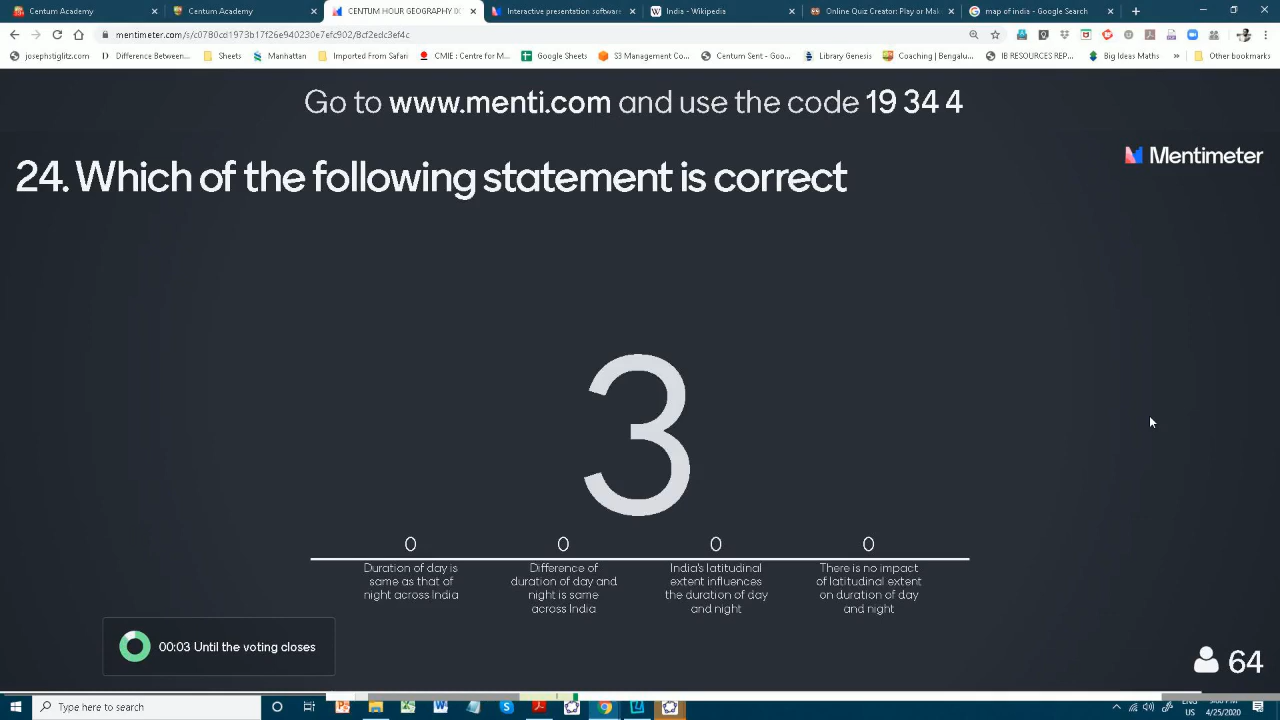 Centum Academy
Centum Academy
CENTUM HOUR GEOGRAPHY
Interactive presentation software
India - Wikipedia
Online Quiz Creator: Play or Mak
map of india - Google Search
mentimeter.com/s/c0780cd1973b17f26e940230e7efc902/8cf2edc3ef4c
josephstiglitz.com
Difference Between...
Sheets
Manhattan
Imported From Safari
CMIE : Centre for M...
Google Sheets
S3 Management Co...
Centum Sent - Goo...
Library Genesis
Coaching | Bengalu...
IB RESOURCES REP...
Big Ideas Maths
»
Other bookmarks
Go to www.menti.com and use the code 19 34 4
Mentimeter
24. Which of the following statement is correct
3
0 0 0 0
Duration of day is
same as that of
night across India
Difference of
duration of day and
night is same
across India
India's latitudinal
extent influences
the duration of day
and night
There is no impact
of latitudinal extent
on duration of day
and night
00:03 Until the voting closes
64
Type here to search
ENG
US
4/25/2020